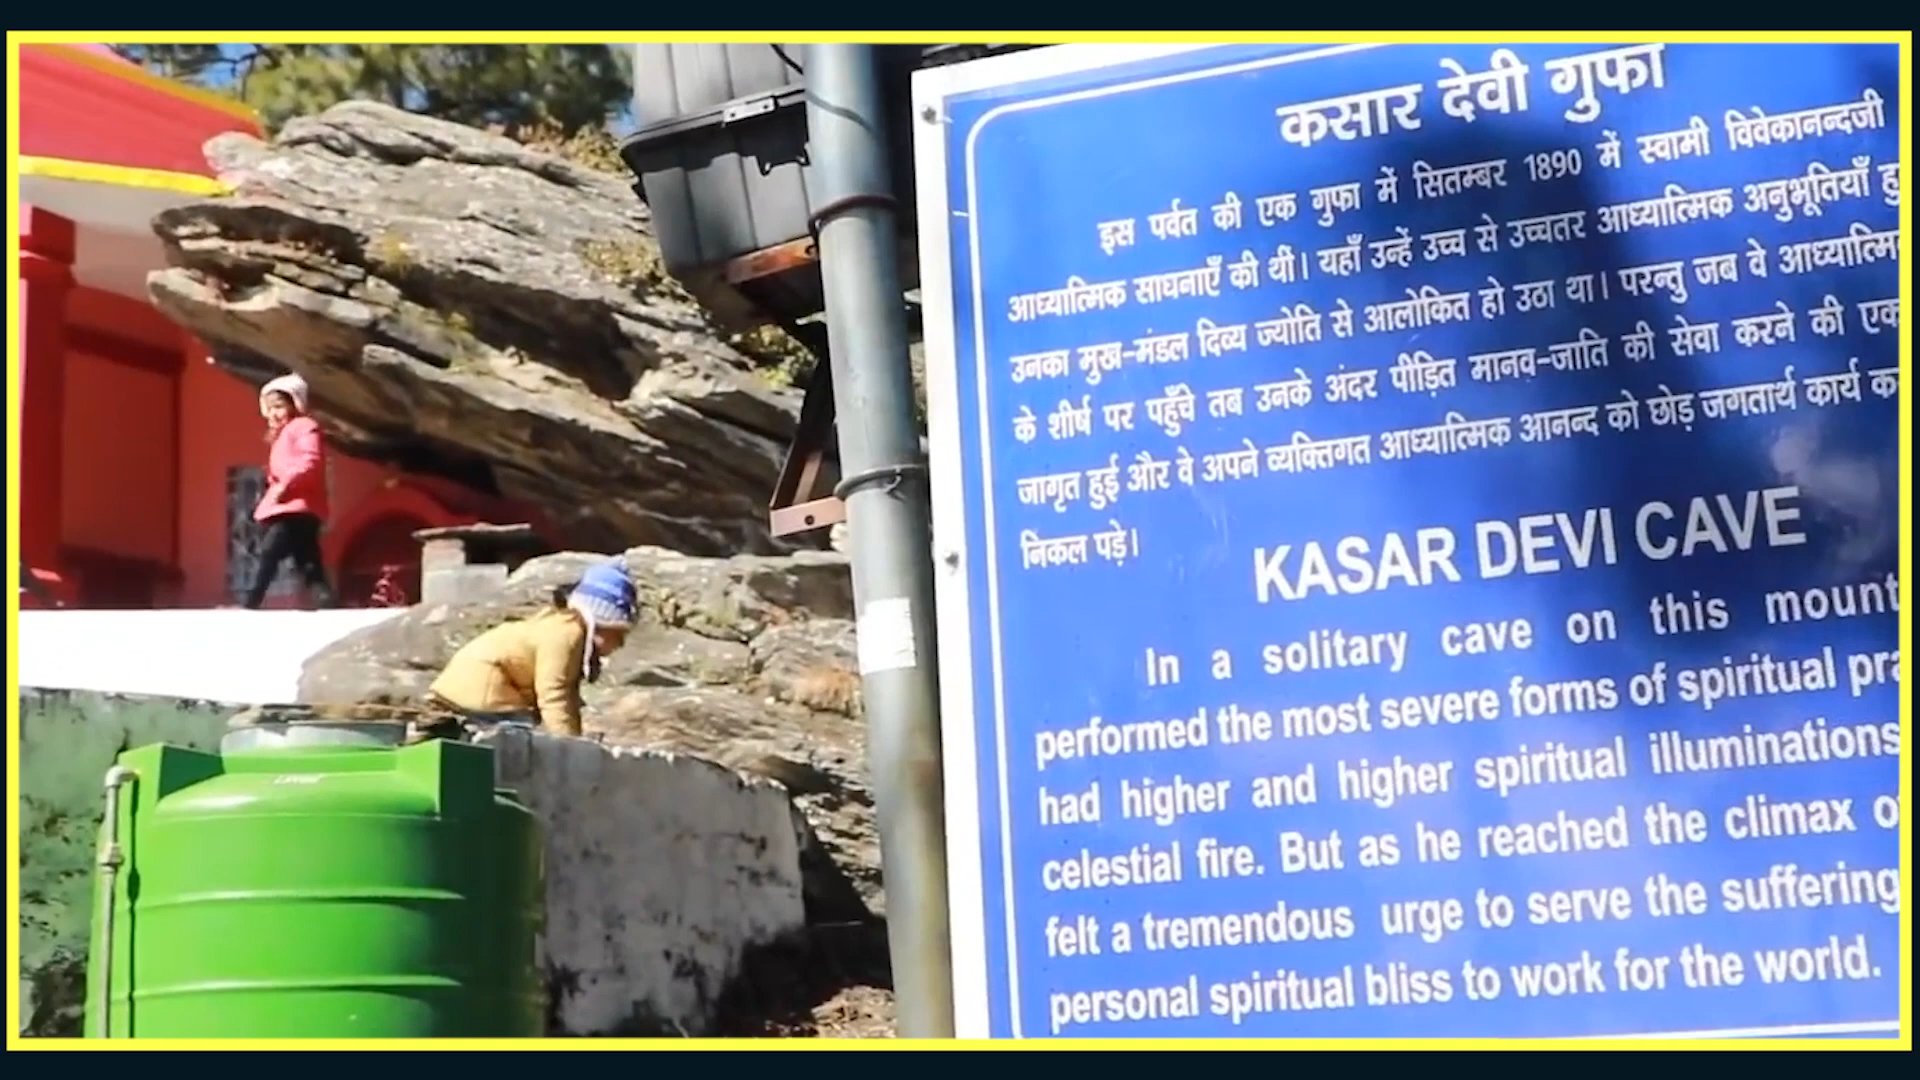 कसार देवी गुफा
इस पर्वत की एक गुफा में सितम्बर 1890 में स्वामी विवेकानन्दजी
आध्यात्मिक साघनाएँ की थीं। यहाँ उन्हें उच्च से उच्चतर आध्यात्मिक अनुभूतियाँ
उनका मुख-मंडल दिव्य ज्योति से आलोकित हो उठा था। परन्तु जब वे
के शीर्ष पर पहुँचे तब उनके अंदर पीड़ित मानव-जाति की सेवा करने की एक
जागृत हुई और वे अपने व्यक्तिगत आध्यात्मिक आनन्द को छोड़ जगतार्थ कार्य
निकल पड़े।
KASAR DEVI CAVE
In a solitary cave on this
performed the most severe forms of spiritual
had higher and higher spiritual illuminations
celestial fire. But as he reached the climax
felt a tremendous urge to serve the suffering
personal spiritual bliss to work for the world.